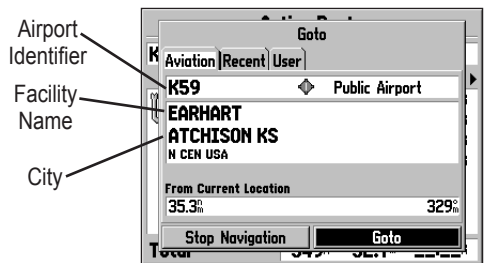 Airport
Identifier
Facility
Name
City
Goto
Aviation Recent User
K59 Public Airport
EARHART
ATCHISON KS
N CEN USA
From Current Location
35.3nm 329°m
Stop Navigation Goto